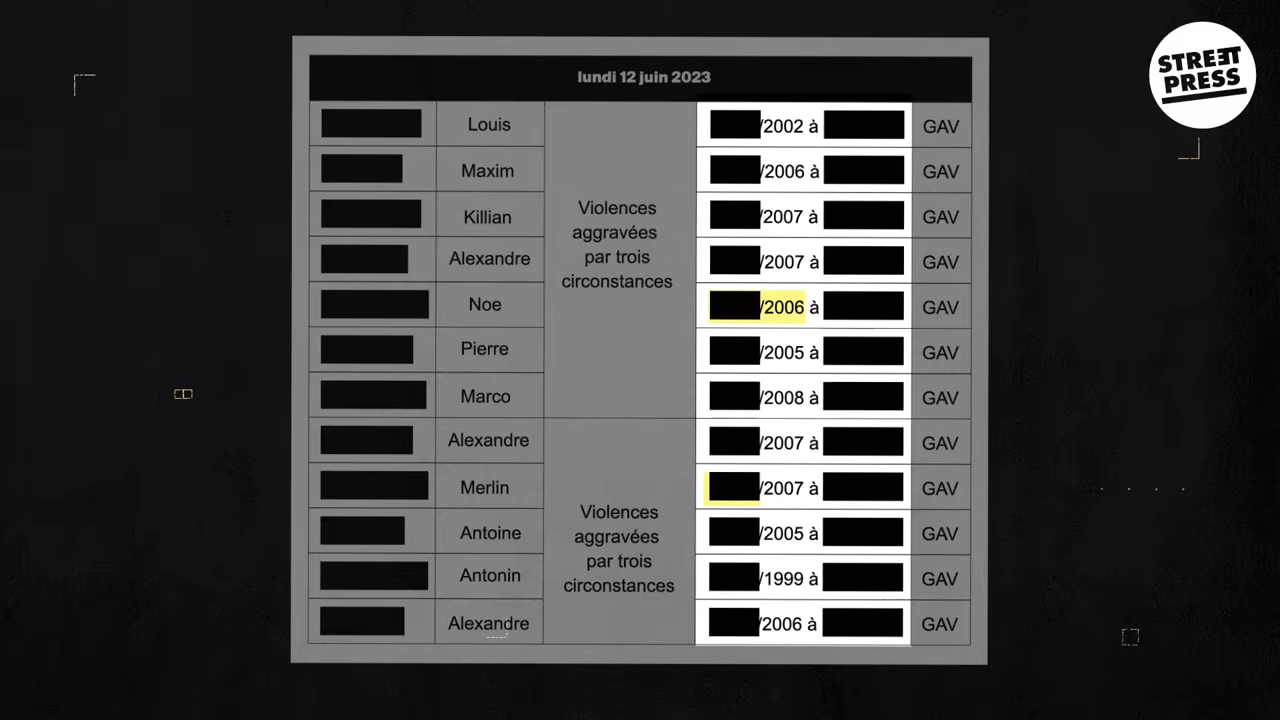 STREET
PRESS
lundi 12 juin 2023
Louis /2002 à GAV
Maxim /2006 à GAV
Killian /2007 à GAV
Alexandre /2007 à GAV
Noe /2006 à GAV
Pierre /2005 à GAV
Marco /2008 à GAV
Violences
aggravées
par trois
circonstances
Alexandre /2007 à GAV
Merlin /2007 à GAV
Antoine /2005 à GAV
Antonin /1999 à GAV
Alexandre /2006 à GAV
Violences
aggravées
par trois
circonstances